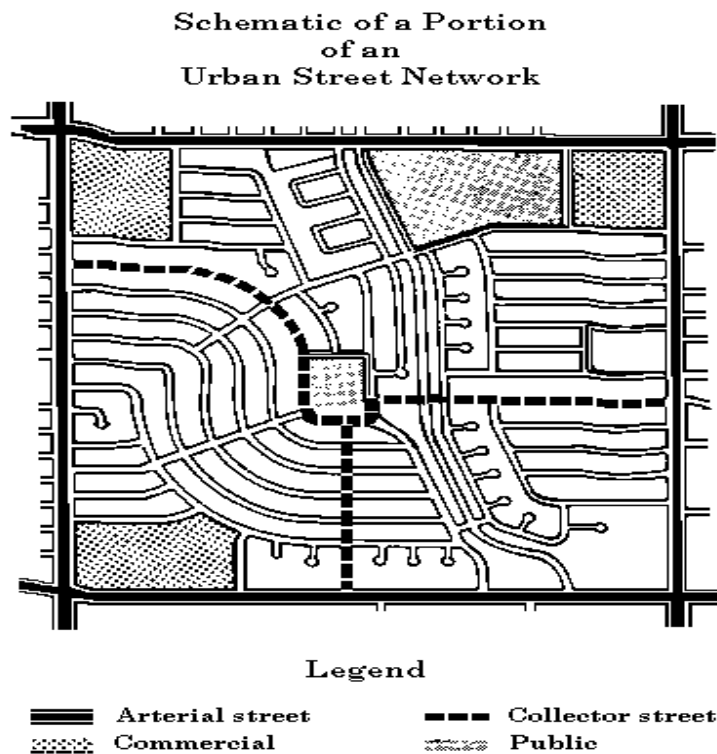 Schematic of a Portion
of an
Urban Street Network
Legend
Arterial street
Collector street
Commercial
Public